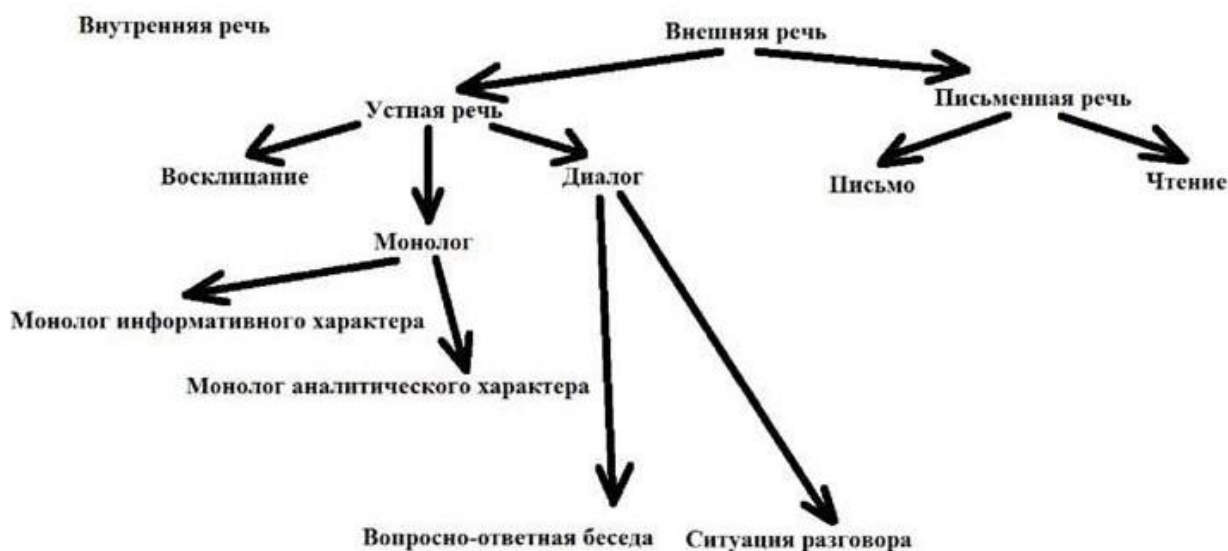 Внутренняя речь
Внешняя речь
Устная речь
Письменная речь
Восклицание
Диалог
Письмо
Чтение
Монолог
Монолог информативного характера
Монолог аналитического характера
Вопросно-ответная беседа
Ситуация разговора